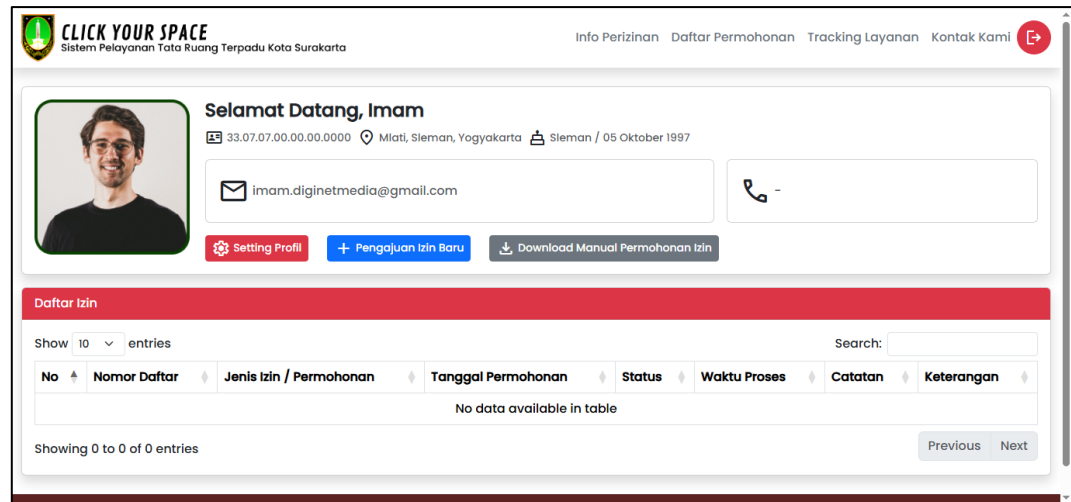 CLICK YOUR SPACE
Sistem Pelayanan Tata Ruang Terpadu Kota Surakarta
Info Perizinan Daftar Permohonan Tracking Layanan Kontak Kami
Selamat Datang, Imam
33.07.07.00.00.00.0000 Mlati, Sleman, Yogyakarta Sleman / 05 Oktober 1997
imam.diginetmedia@gmail.com -
Setting Profil + Pengajuan Izin Baru Download Manual Permohonan Izin
Daftar Izin
Show 10 entries Search:
No Nomor Daftar Jenis Izin / Permohonan Tanggal Permohonan Status Waktu Proses Catatan Keterangan
No data available in table
Showing 0 to 0 of 0 entries Previous Next